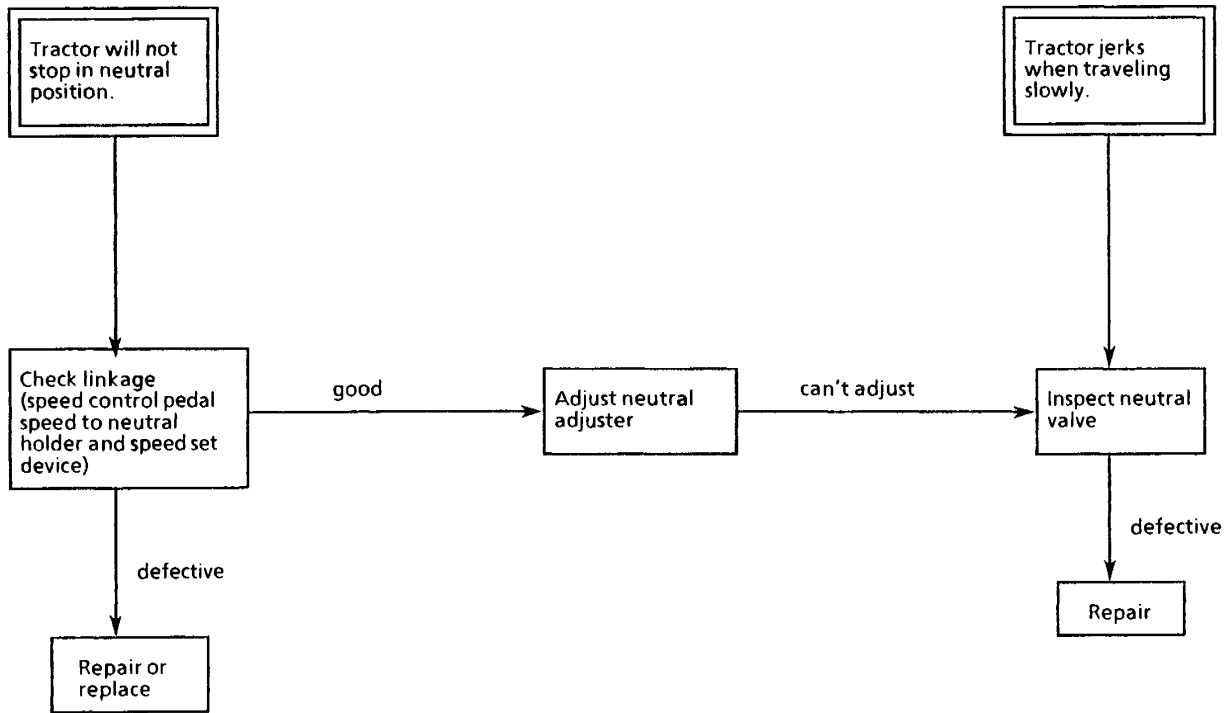 Tractor will not
stop in neutral
position.
Tractor jerks
when traveling
slowly.
Check linkage
(speed control pedal
speed to neutral
holder and speed set
device)
good
Adjust neutral
adjuster
can't adjust
Inspect neutral
valve
defective
Repair or
replace
defective
Repair